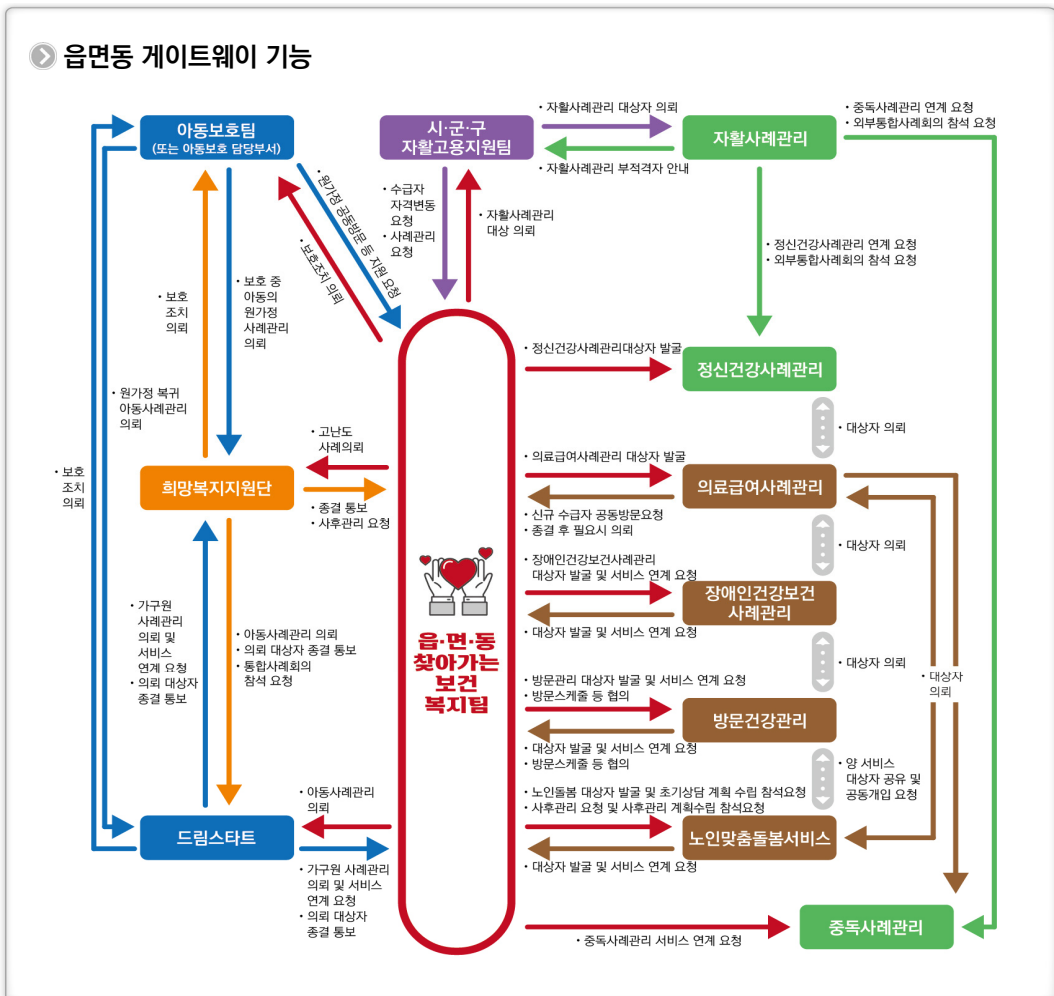 읍면동 게이트웨이 기능
아동보호팀
(또는 아동보호 담당부서)
시·군·구
자활고용지원팀
• 자활사례관리 대상자 의뢰
• 자활사례관리 부적격자 안내
자활사례관리
• 중독사례관리 연계 요청
• 외부통합사례회의 참석 요청
• 원가정 공동방문 등 지원 요청
• 보호조치 의뢰
• 수급자
자격변동
요청
• 사례관리
요청
• 자활사례관리
대상 의뢰
• 정신건강사례관리 연계 요청
• 외부통합사례회의 참석 요청
• 보호
조치
의뢰
• 보호 중
아동의
원가정
사례관리
의뢰
• 정신건강사례관리대상자 발굴
정신건강사례관리
• 원가정 복귀
아동사례관리
의뢰
• 대상자 의뢰
• 고난도
사례의뢰
• 보호
조치
의뢰
희망복지지원단
• 종결 통보
• 사후관리 요청
• 의료급여사례관리 대상자 발굴
의료급여사례관리
• 신규 수급자 공동방문요청
• 종결 후 필요시 의뢰
• 대상자 의뢰
• 장애인건강보건사례관리
대상자 발굴 및 서비스 연계 요청
장애인건강보건
사례관리
• 대상자 발굴 및 서비스 연계 요청
• 대상자 의뢰
읍·면·동
찾아가는
보건
복지팀
• 가구원
사례관리
의뢰 및
서비스
연계 요청
• 의뢰 대상자
종결 통보
• 아동사례관리 의뢰
• 의뢰 대상자 종결 통보
• 통합사례회의
참석 요청
• 대상자
의뢰
• 방문관리 대상자 발굴 및 서비스 연계 요청
• 방문스케줄 등 협의
방문건강관리
• 대상자 발굴 및 서비스 연계 요청
• 방문스케줄 등 협의
• 양 서비스
대상자 공유 및
공동개입 요청
• 아동사례관리
의뢰
• 노인돌봄 대상자 발굴 및 초기상담 계획 수립 참석요청
• 사후관리 요청 및 사후관리 계획수립 참석요청
드림스타트
노인맞춤돌봄서비스
• 가구원 사례관리
의뢰 및 서비스
연계 요청
• 의뢰 대상자
종결 통보
• 대상자 발굴 및 서비스 연계 요청
중독사례관리
• 중독사례관리 서비스 연계 요청